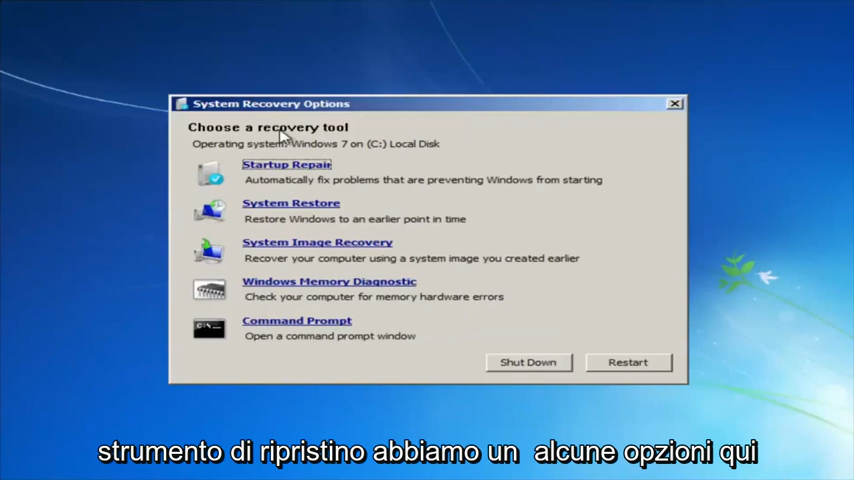 System Recovery Options
Choose a recovery tool
Operating system: Windows 7 on (C:) Local Disk
Startup Repair
Automatically fix problems that are preventing Windows from starting
System Restore
Restore Windows to an earlier point in time
System Image Recovery
Recover your computer using a system image you created earlier
Windows Memory Diagnostic
Check your computer for memory hardware errors
C:\_
Command Prompt
Open a command prompt window
Shut Down Restart
strumento di ripristino abbiamo un alcune opzioni qui